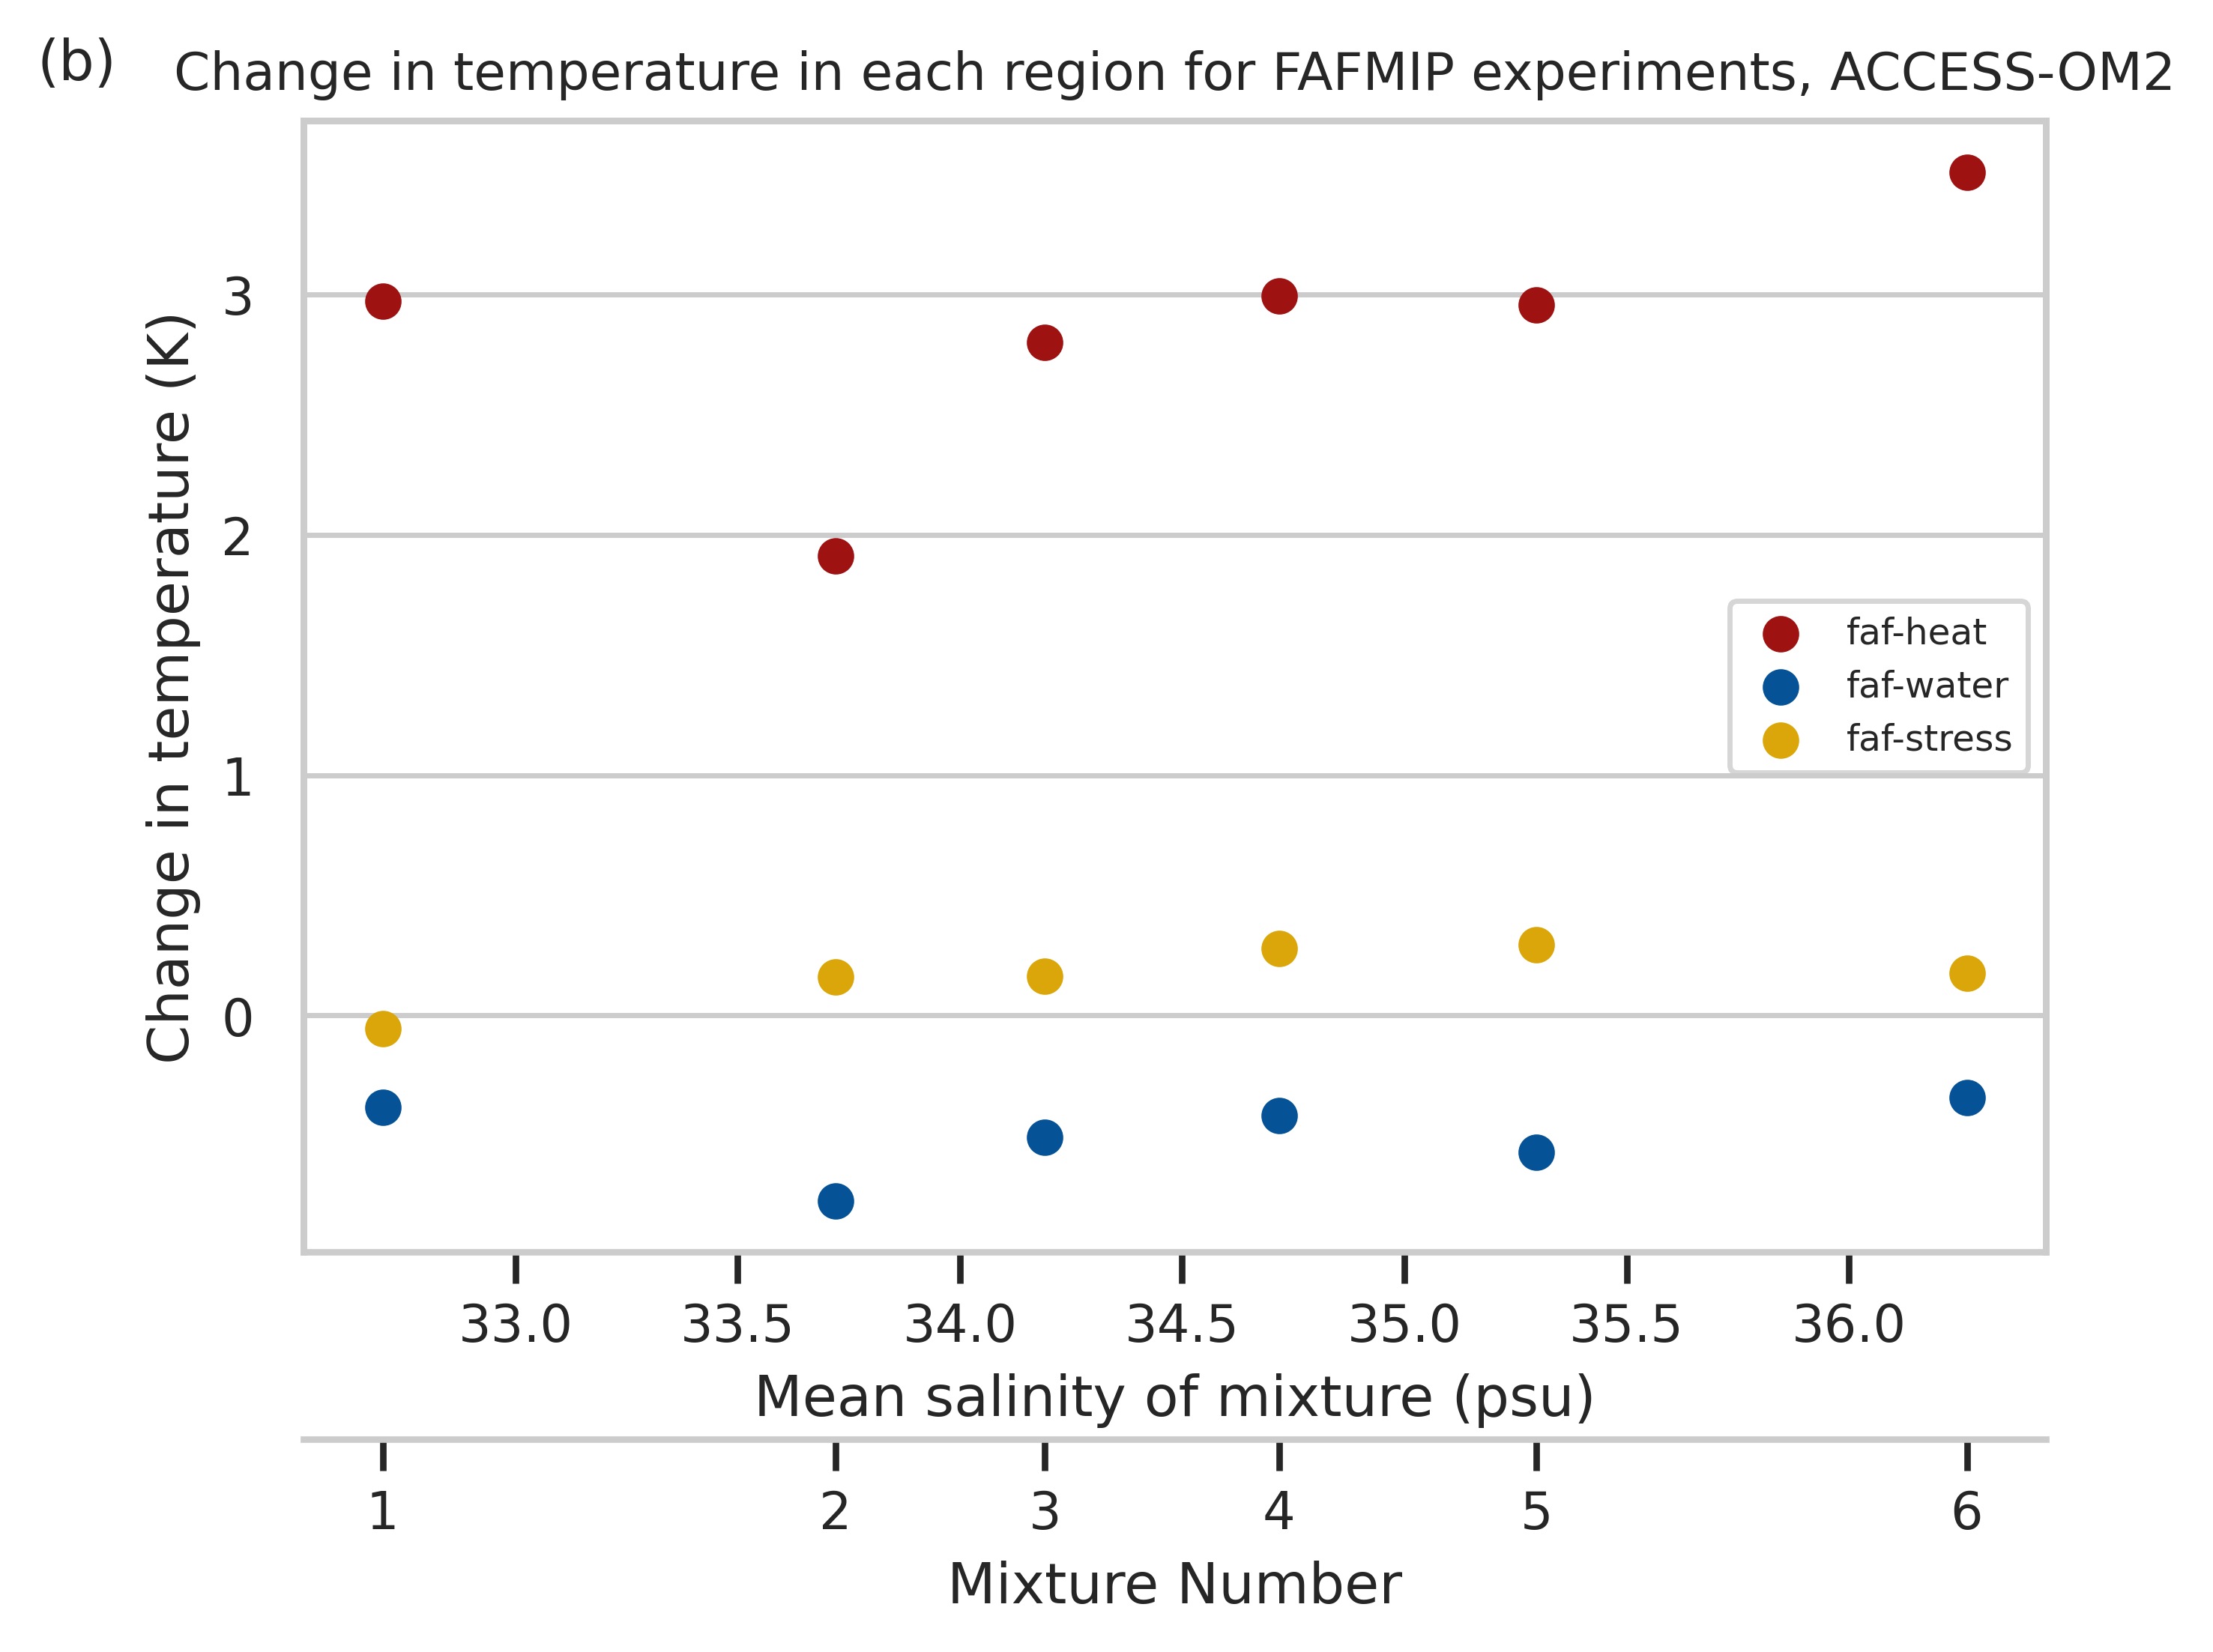 (b)
Change in temperature in each region for FAFMIP experiments, ACCESS-OM2
Change in temperature (K)
3
2
1
0
faf-heat
faf-water
faf-stress
33.0 33.5 34.0 34.5 35.0 35.5 36.0
Mean salinity of mixture (psu)
1 2 3 4 5 6
Mixture Number